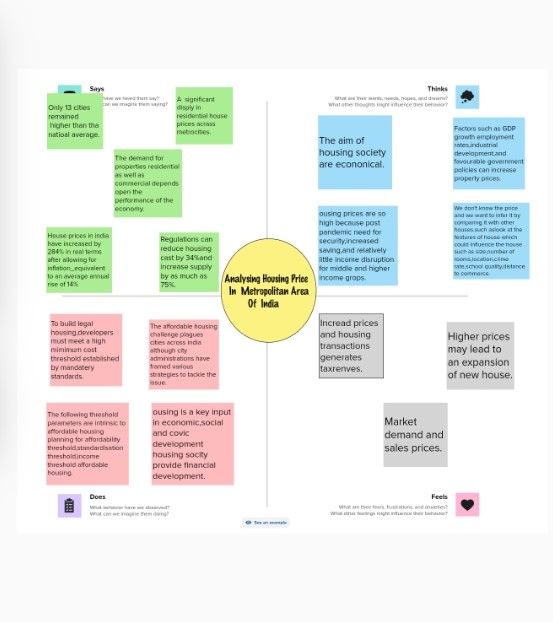 Says
have we heard them say?
can we imagine them saying?
Only 13 cities
remained
higher than tha
natioal average.
A significant
disply in
residential house
prices across
metrocities.
The demand for
properties residential
as well as
commercial depends
open the
performance of the
economy.
House prices in india
have increased by
284% in real terms
after allowing for
inflation,_equivalent
to an average annual
rise of 14%.
Regulations can
reduce housing
cost by 34%and
increase supply
by as much as
75%.
Thinks
What are their wants, needs, hopes, and dreams?
What other thoughts might influence their behavior?
The aim of
housing society
are econonical.
Factors such as GDP
growth employment
rates,industrial
development,and
favourable government
policies can increase
property prices.
ousing prices are so
high because post
pandemic need for
security,increased
saving,and relatively
little income disruption
for middle and higher
income grops.
We don't know the price
and we want to infer it by
comparing it with other
houses,such aslook at the
features of house which
could influence the house
such as size,number of
rooms,location,crime
rate,school quality,distance
to commerce.
Analysing Housing Price
In Metropolitan Area
Of India
To build legal
housing,developers
must meet a high
mimimum cost
threshold established
by mandatery
standards.
The affordable housing
challenge plagues
cities across india
although city
administrations have
framed various
strategies to tackle the
issue.
The following threshold
parameters are intrinsic to
affordable housing
planning for affordability
threshold,standardisation
threshold,income
threshold affordable
housing.
ousing is a key input
in economic,social
and covic
development
housing socity
provide financial
development.
Does
What behavior have we observed?
What can we imagine them doing?
Incread prices
and housing
transactions
generates
taxrenves.
Higher prices
may lead to
an expansion
of new house.
Market
demand and
sales prices.
Feels
What are their fears, frustrations, and anxieties?
What other feelings might influence their behavior?
See an example